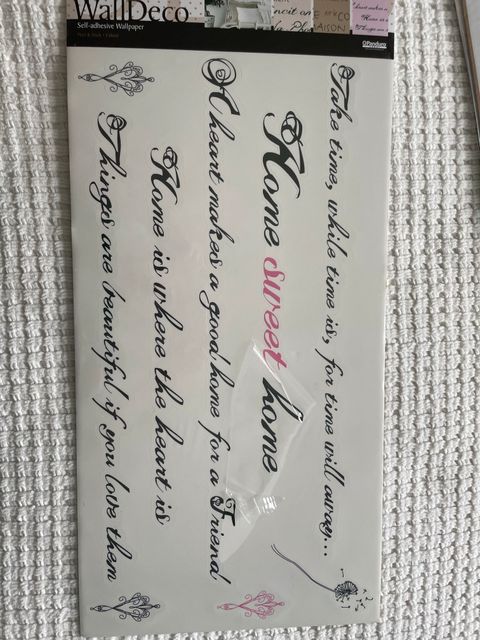 WallDeco
Self-adhesive Wallpaper
Panduro
Take time, while time is, for time will away...
Home sweet home
A heart makes a good home for a Friend
Home is where the heart is
Things are beautiful if you love them